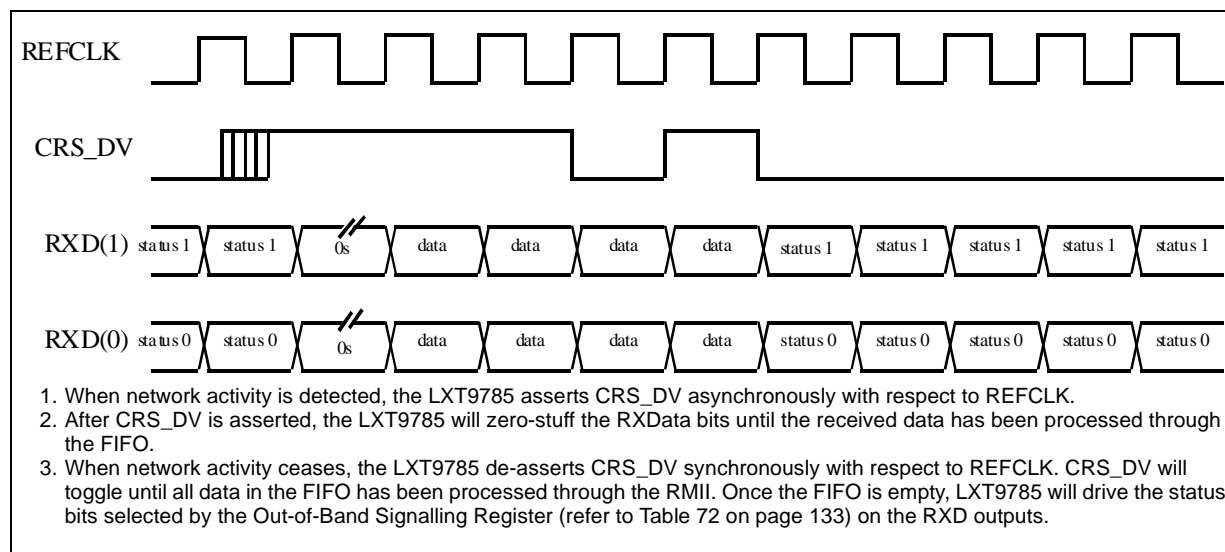 REFCLK
CRS_DV
RXD(1) status 1 status 1 0s data data data data status 1 status 1 status 1 status 1 status 1
RXD(0) status 0 status 0 0s data data data data status 0 status 0 status 0 status 0 status 0
1. When network activity is detected, the LXT9785 asserts CRS_DV asynchronously with respect to REFCLK.
2. After CRS_DV is asserted, the LXT9785 will zero-stuff the RXData bits until the received data has been processed through
the FIFO.
3. When network activity ceases, the LXT9785 de-asserts CRS_DV synchronously with respect to REFCLK. CRS_DV will
toggle until all data in the FIFO has been processed through the RMII. Once the FIFO is empty, LXT9785 will drive the status
bits selected by the Out-of-Band Signalling Register (refer to Table 72 on page 133) on the RXD outputs.